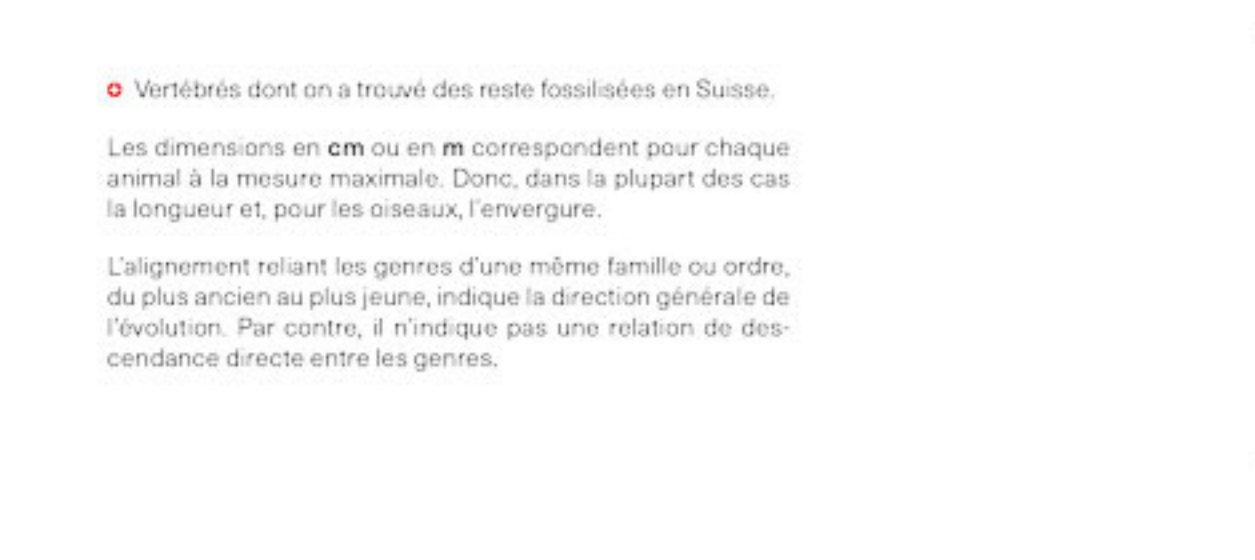 Vertébrés dont on a trouvé des reste fossilisées en Suisse.
Les dimensions en cm ou en m correspondent pour chaque
animal à la mesure maximale. Donc, dans la plupart des cas
la longueur et, pour les oiseaux, l'envergure.
L'alignement reliant les genres d'une même famille ou ordre,
du plus ancien au plus jeune, indique la direction générale de
l'évolution. Par contre, il n'indique pas une relation de des-
cendance directe entre les genres.